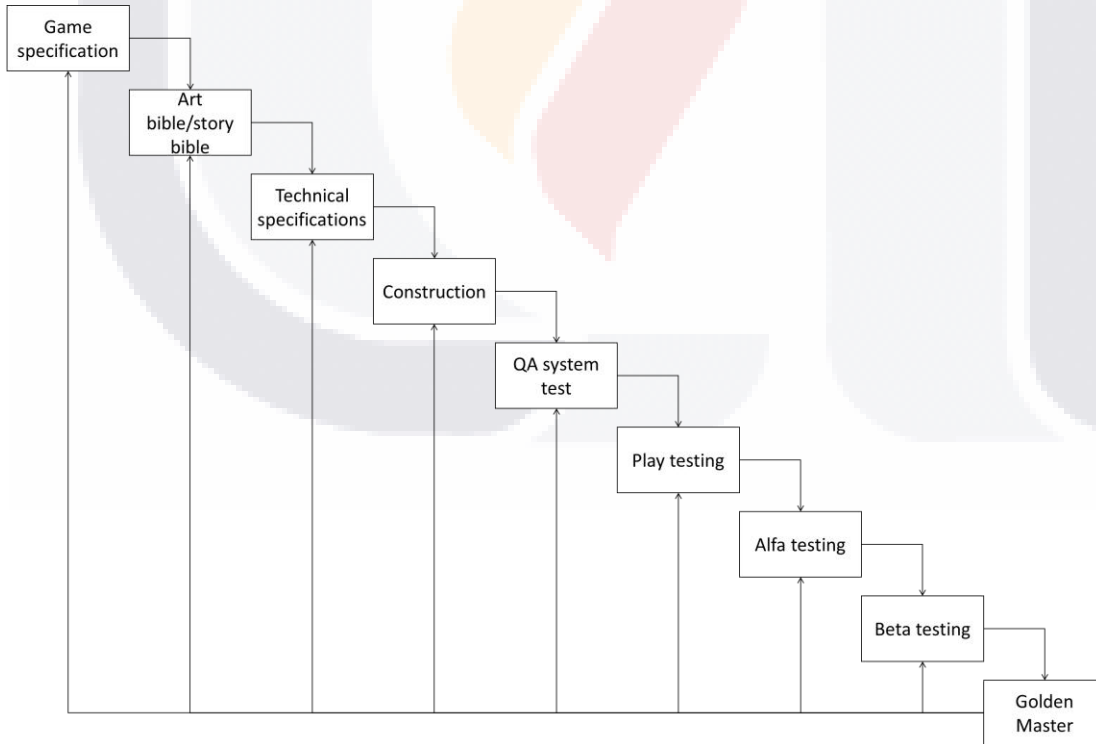 Game
specification
Art
bible/story
bible
Technical
specifications
Construction
QA system
test
Play testing
Alfa testing
Beta testing
Golden
Master